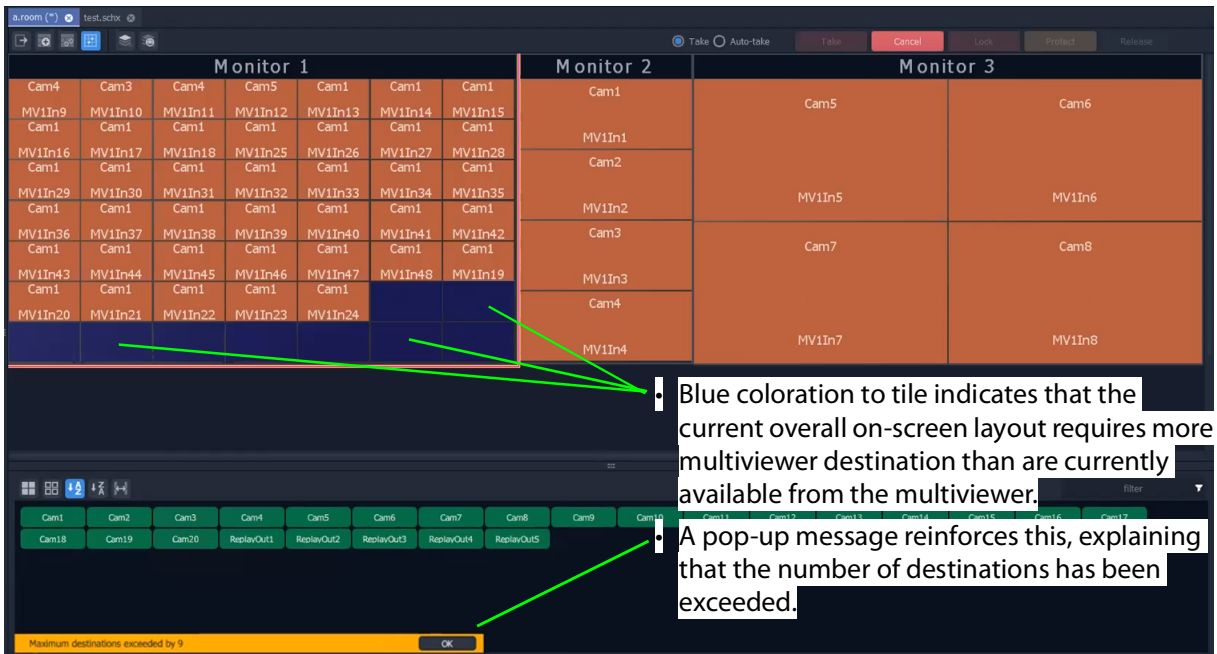 a.room (*) test.schx
Take Auto-take Take Cancel Lock Protect Release
Monitor 1 Monitor 2 Monitor 3
Cam4 Cam3 Cam4 Cam5 Cam1 Cam1 Cam1
MV1In9 MV1In10 MV1In11 MV1In12 MV1In13 MV1In14 MV1In15
Cam1 Cam1 Cam1 Cam1 Cam1 Cam1 Cam1
MV1In16 MV1In17 MV1In18 MV1In25 MV1In26 MV1In27 MV1In28
Cam1 Cam1 Cam1 Cam1 Cam1 Cam1 Cam1
MV1In29 MV1In30 MV1In31 MV1In32 MV1In33 MV1In34 MV1In35
Cam1 Cam1 Cam1 Cam1 Cam1 Cam1 Cam1
MV1In36 MV1In37 MV1In38 MV1In39 MV1In40 MV1In41 MV1In42
Cam1 Cam1 Cam1 Cam1 Cam1 Cam1 Cam1
MV1In43 MV1In44 MV1In45 MV1In46 MV1In47 MV1In48 MV1In19
Cam1 Cam1 Cam1 Cam1 Cam1
MV1In20 MV1In21 MV1In22 MV1In23 MV1In24
Cam1
MV1In1
Cam2
MV1In2
Cam3
MV1In3
Cam4
MV1In4
Cam5 Cam6
MV1In5 MV1In6
Cam7 Cam8
MV1In7 MV1In8
• Blue coloration to tile indicates that the
current overall on-screen layout requires more
multiviewer destination than are currently
available from the multiviewer.
filter
Cam1 Cam2 Cam3 Cam4 Cam5 Cam6 Cam7 Cam8 Cam9 Cam10 Cam11 Cam12 Cam13 Cam14 Cam15 Cam16 Cam17
Cam18 Cam19 Cam20 ReplayOut1 ReplayOut2 ReplayOut3 ReplayOut4 ReplayOut5
• A pop-up message reinforces this, explaining
that the number of destinations has been
exceeded.
Maximum destinations exceeded by 9 OK